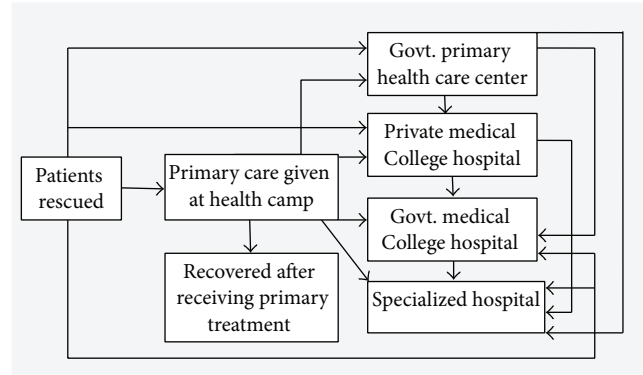 Govt. primary
health care center
Private medical
College hospital
Patients
rescued
Primary care given
at health camp
Govt. medical
College hospital
Recovered after
receiving primary
treatment
Specialized hospital